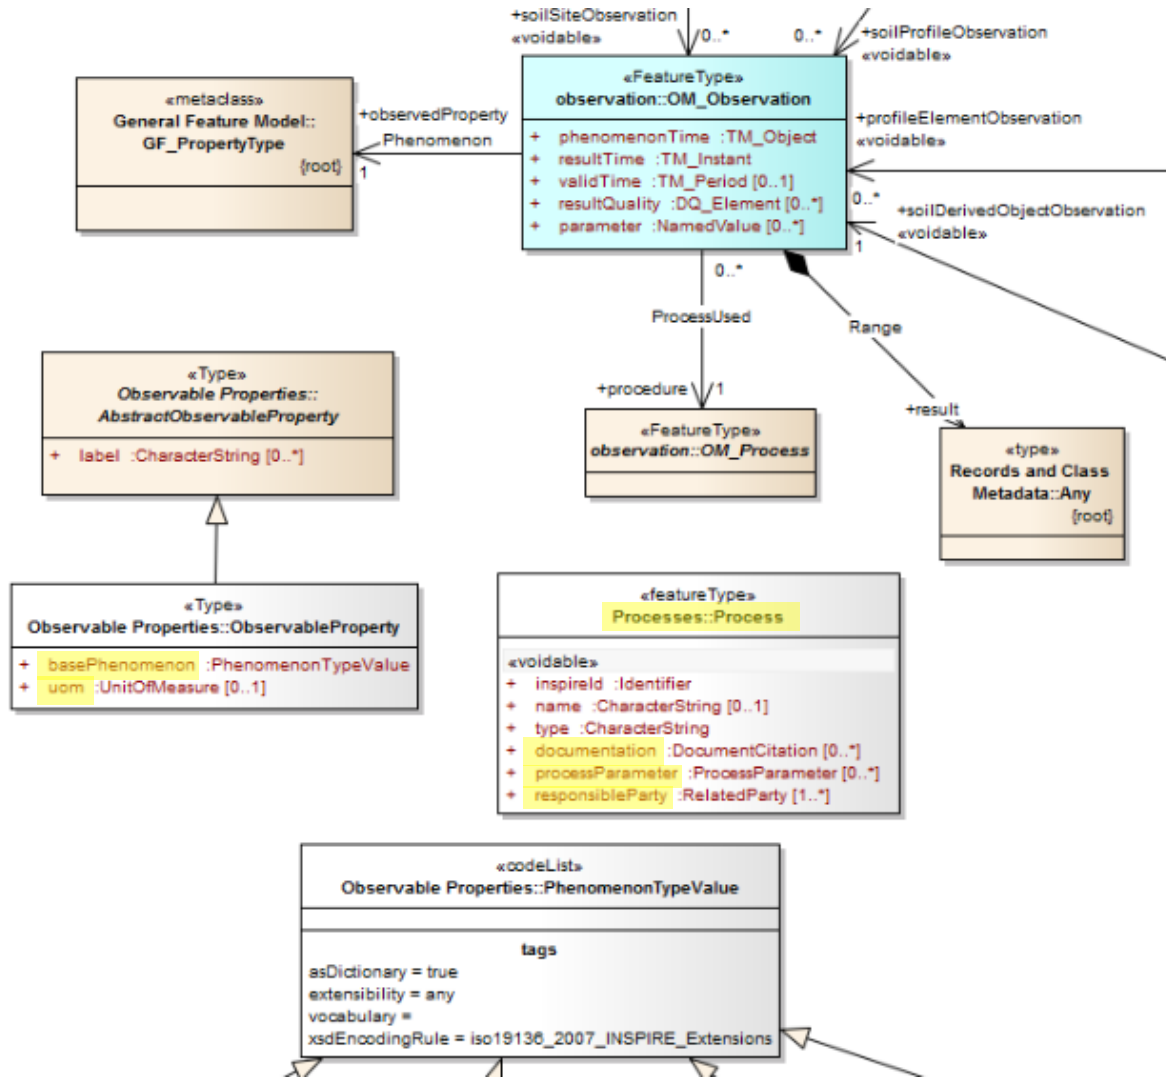 +soilSiteObservation
«voidable»
0..*
0..*
+soilProfileObservation
«voidable»
«metaclass»
General Feature Model::
GF_PropertyType
{root}
+observedProperty
Phenomenon
1
«FeatureType»
observation::OM_Observation
+ phenomenonTime :TM_Object
+ resultTime :TM_Instant
+ validTime :TM_Period [0..1]
+ resultQuality :DQ_Element [0..*]
+ parameter :NamedValue [0..*]
+profileElementObservation
«voidable»
0..*
+soilDerivedObjectObservation
«voidable»
1
0..*
ProcessUsed
Range
+procedure
1
+result
«Type»
Observable Properties::
AbstractObservableProperty
+ label :CharacterString [0..*]
«FeatureType»
observation::OM_Process
«type»
Records and Class
Metadata::Any
{root}
«Type»
Observable Properties::ObservableProperty
+ basePhenomenon :PhenomenonTypeValue
+ uom :UnitOfMeasure [0..1]
«featureType»
Processes::Process
«voidable»
+ inspireId :Identifier
+ name :CharacterString [0..1]
+ type :CharacterString
+ documentation :DocumentCitation [0..*]
+ processParameter :ProcessParameter [0..*]
+ responsibleParty :RelatedParty [1..*]
«codeList»
Observable Properties::PhenomenonTypeValue
tags
asDictionary = true
extensibility = any
vocabulary =
xsdEncodingRule = iso19136_2007_INSPIRE_Extensions